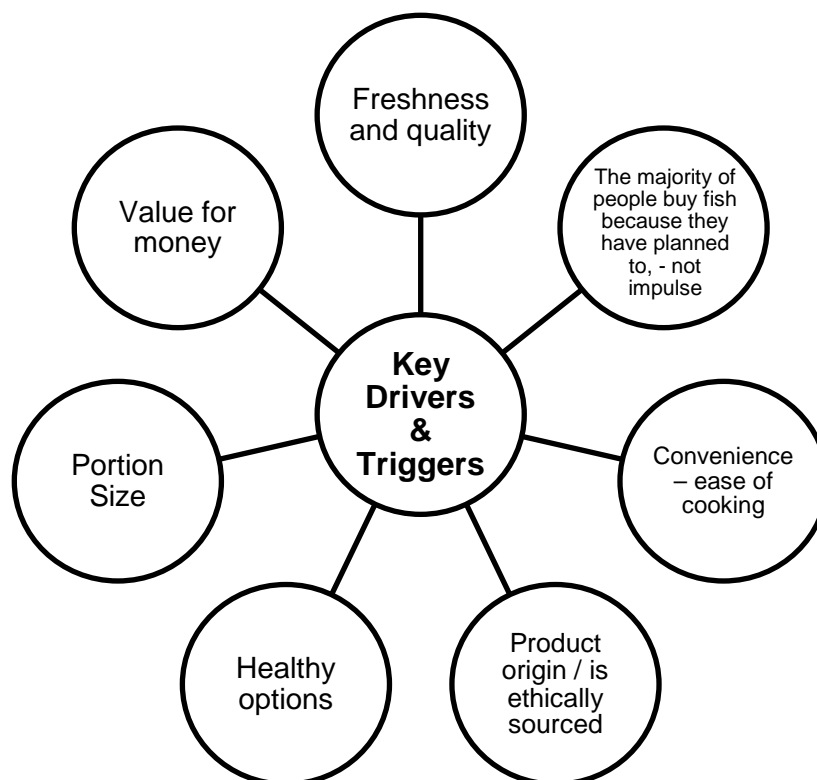 Freshness
and quality
The majority of
people buy fish
because they
have planned
to, - not
impulse
Value for
money
Key
Drivers
&
Triggers
Convenience
– ease of
cooking
Portion
Size
Product
origin / is
ethically
sourced
Healthy
options